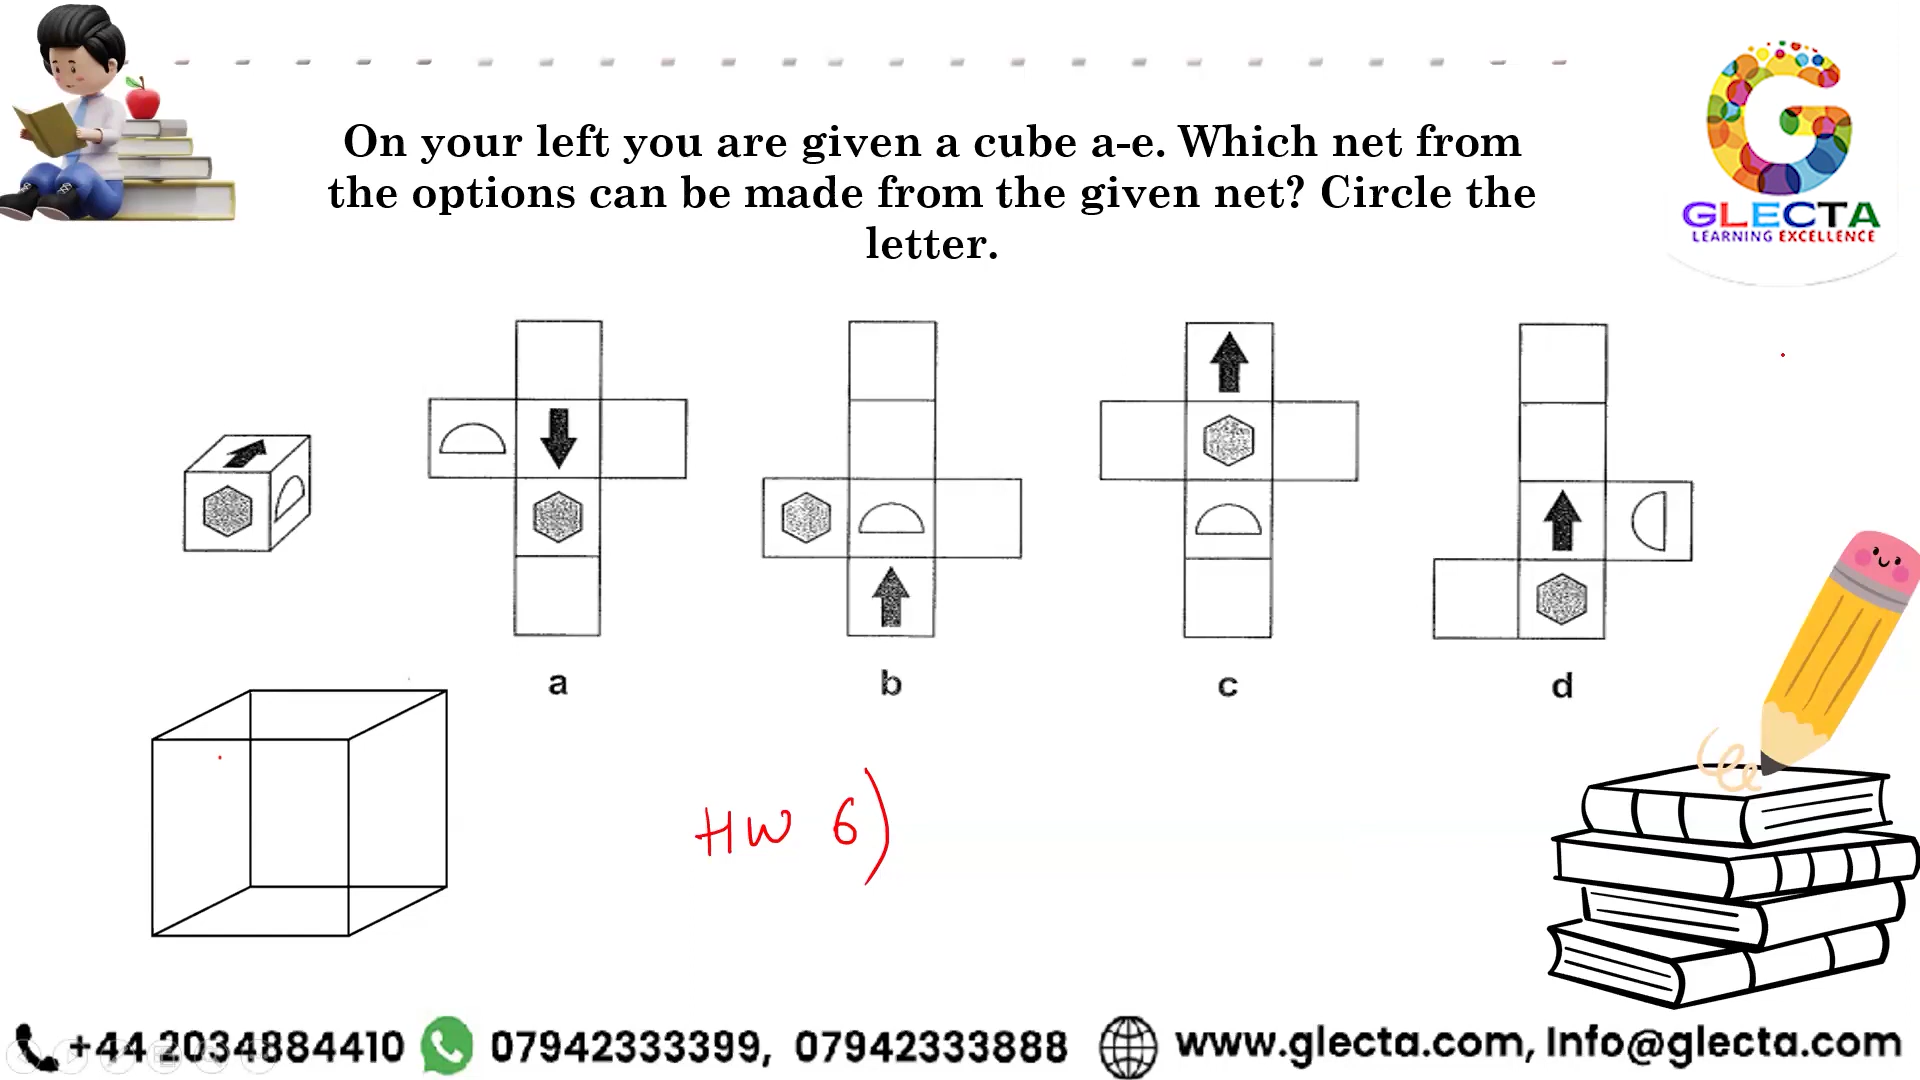 On your left you are given a cube a-e. Which net from
the options can be made from the given net? Circle the
letter.
GLECTA
LEARNING EXCELLENCE
a
b
c
d
HW 6)
+44 2034884410
07942333399, 07942333888
www.glecta.com, Info@glecta.com